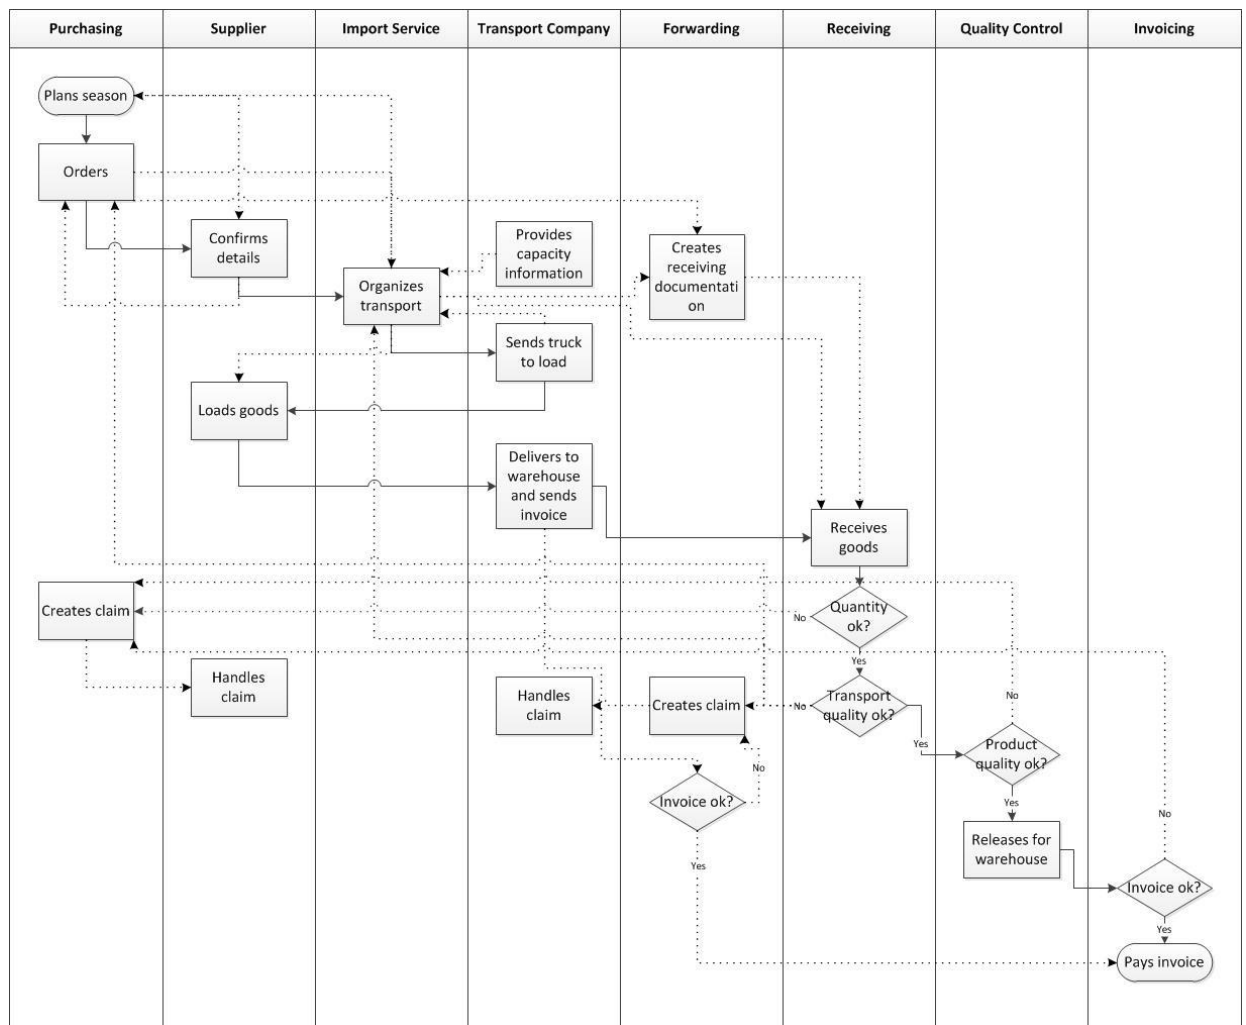 Purchasing
Supplier
Import Service
Transport Company
Forwarding
Receiving
Quality Control
Invoicing
Plans season
Orders
Confirms
details
Provides
capacity
information
Creates
receiving
documentati
on
Organizes
transport
Sends truck
to load
Loads goods
Delivers to
warehouse
and sends
invoice
Receives
goods
Creates claim
Quantity
ok?
No
Yes
Handles
claim
Handles
claim
Creates claim
No
Transport
quality ok?
Yes
No
Product
quality ok?
No
Invoice ok?
Yes
Yes
Releases for
warehouse
No
Invoice ok?
Yes
Pays invoice